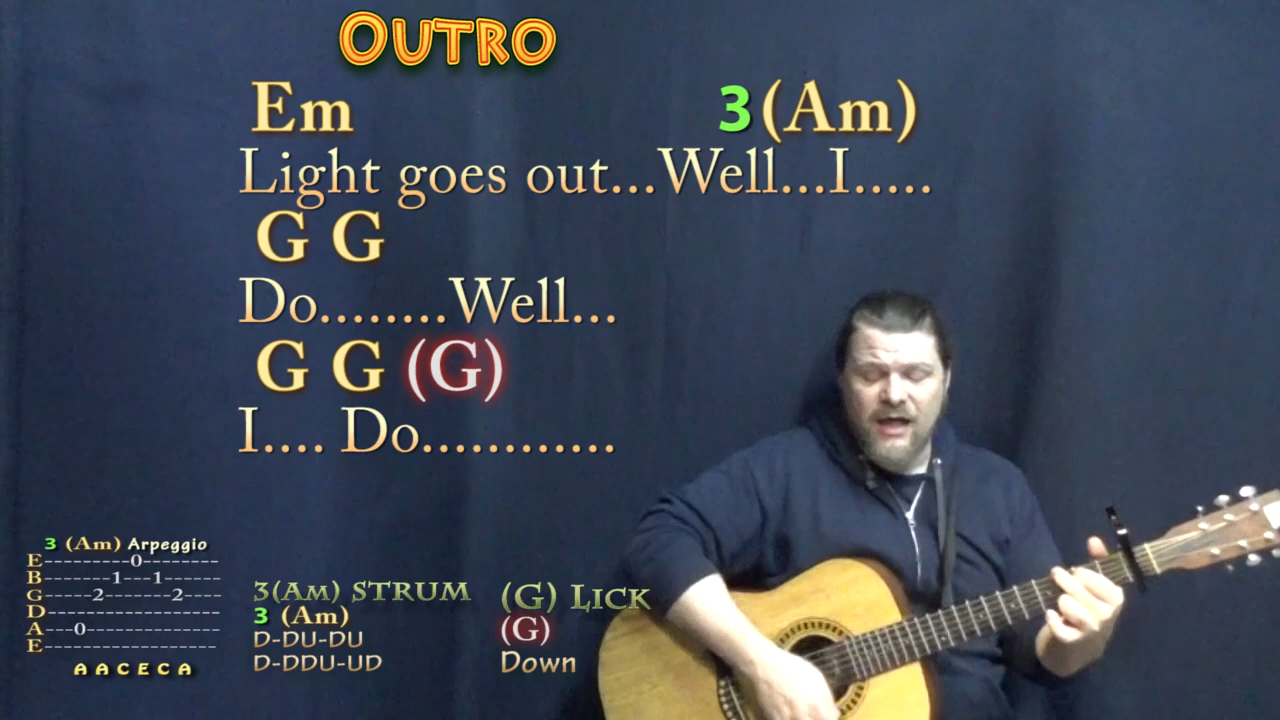 OUTRO
Em 3 (Am)
Light goes out...Well...I.....
G G
Do........Well...
G G (G)
I.... Do............
3 (Am) Arpeggio
E---------0--------
B-------1---1------
G-----2-------2----
D------------------
A---0--------------
E------------------
A A C E C A
3(Am) STRUM
3 (Am)
D-DU-DU
D-DDU-UD
(G) LICK
(G)
Down